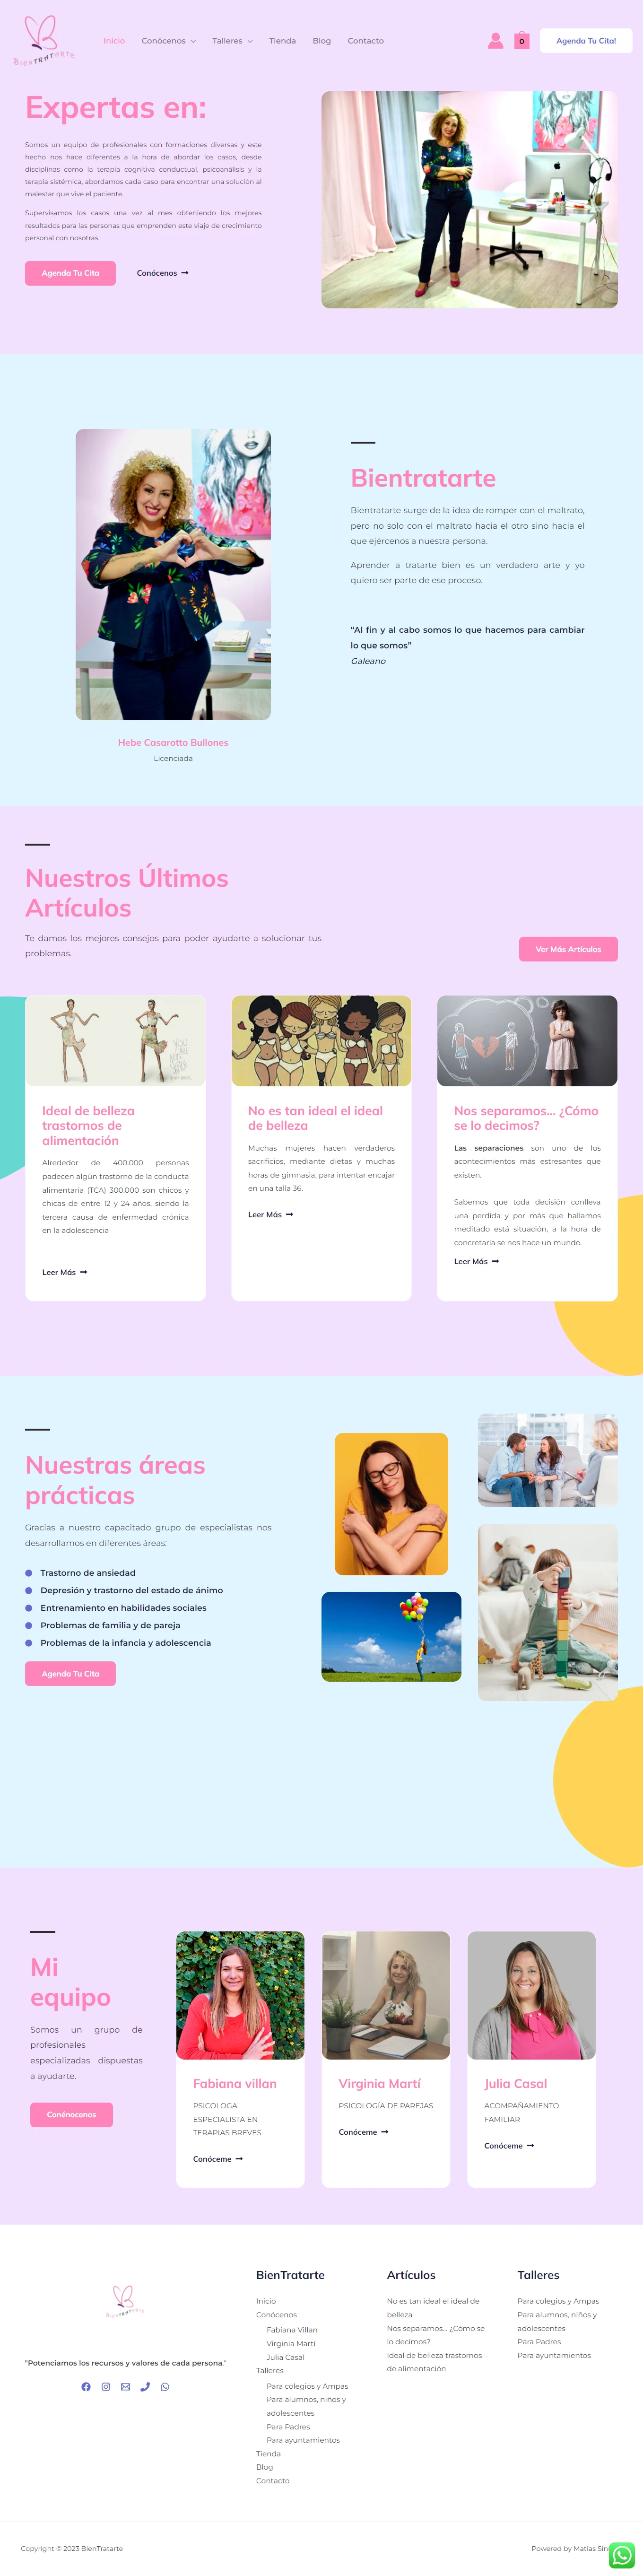 BIENTRATARTE
Inicio Conócenos Talleres Tienda Blog Contacto
0
Agenda Tu Cita!
Expertas en:
Somos un equipo de profesionales con formaciones diversas y este
hecho nos hace diferentes a la hora de abordar los casos, desde
disciplinas como la terapia cognitiva conductual, psicoanálisis y la
terapia sistémica, abordamos cada caso para encontrar una solución al
malestar que vive el paciente.
Supervisamos los casos una vez al mes obteniendo los mejores
resultados para las personas que emprenden este viaje de crecimiento
personal con nosotras.
Agenda Tu Cita
Conócenos
Bientratarte
Bientratarte surge de la idea de romper con el maltrato,
pero no solo con el maltrato hacia el otro sino hacia el
que ejércenos a nuestra persona.
Aprender a tratarte bien es un verdadero arte y yo
quiero ser parte de ese proceso.
“Al fin y al cabo somos lo que hacemos para cambiar
lo que somos”
Galeano
Hebe Casarotto Bullones
Licenciada
Nuestros Últimos
Artículos
Te damos los mejores consejos para poder ayudarte a solucionar tus
problemas.
Ver Más Artículos
Ideal de belleza
trastornos de
alimentación
Alrededor de 400.000 personas
padecen algún trastorno de la conducta
alimentaria (TCA) 300.000 son chicos y
chicas de entre 12 y 24 años, siendo la
tercera causa de enfermedad crónica
en la adolescencia
Leer Más
No es tan ideal el ideal
de belleza
Muchas mujeres hacen verdaderos
sacrificios, mediante dietas y muchas
horas de gimnasia, para intentar encajar
en una talla 36.
Leer Más
Nos separamos... ¿Cómo
se lo decimos?
Las separaciones son uno de los
acontecimientos más estresantes que
existen.
Sabemos que toda decisión conlleva
una perdida y por más que hallamos
meditado está situación, a la hora de
concretarla se nos hace un mundo.
Leer Más
Nuestras áreas
prácticas
Gracias a nuestro capacitado grupo de especialistas nos
desarrollamos en diferentes áreas:
Trastorno de ansiedad
Depresión y trastorno del estado de ánimo
Entrenamiento en habilidades sociales
Problemas de familia y de pareja
Problemas de la infancia y adolescencia
Agenda Tu Cita
Mi
equipo
Somos un grupo de
profesionales
especializadas dispuestas
a ayudarte.
Conénocenos
Fabiana villan
PSICOLOGA
ESPECIALISTA EN
TERAPIAS BREVES
Conóceme
Virginia Martí
PSICOLOGÍA DE PAREJAS
Conóceme
Julia Casal
ACOMPAÑAMIENTO
FAMILIAR
Conóceme
BIENTRATARTE
“Potenciamos los recursos y valores de cada persona.”
BienTratarte
Inicio
Conócenos
Fabiana Villan
Virginia Martí
Julia Casal
Talleres
Para colegios y Ampas
Para alumnos, niños y
adolescentes
Para Padres
Para ayuntamientos
Tienda
Blog
Contacto
Artículos
No es tan ideal el ideal de
belleza
Nos separamos... ¿Cómo se
lo decimos?
Ideal de belleza trastornos
de alimentación
Talleres
Para colegios y Ampas
Para alumnos, niños y
adolescentes
Para Padres
Para ayuntamientos
Copyright © 2023 BienTratarte
Powered by Matias